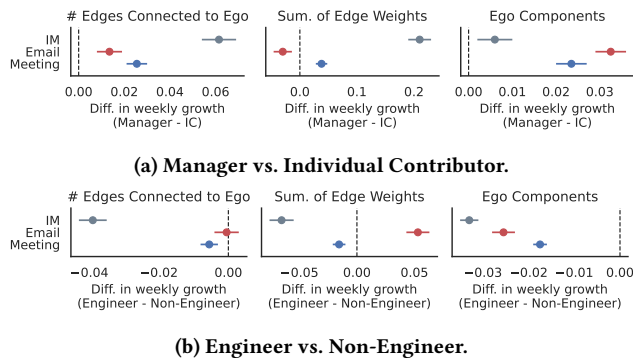 # Edges Connected to Ego Sum. of Edge Weights Ego Components
IM
Email
Meeting
0.00 0.02 0.04 0.06 0.0 0.1 0.2 0.00 0.01 0.02 0.03
Diff. in weekly growth Diff. in weekly growth Diff. in weekly growth
(Manager - IC) (Manager - IC) (Manager - IC)
(a) Manager vs. Individual Contributor.
# Edges Connected to Ego Sum. of Edge Weights Ego Components
IM
Email
Meeting
−0.04 −0.02 0.00 −0.05 0.00 0.05 −0.03 −0.02 −0.01 0.00
Diff. in weekly growth Diff. in weekly growth Diff. in weekly growth
(Engineer - Non-Engineer) (Engineer - Non-Engineer) (Engineer - Non-Engineer)
(b) Engineer vs. Non-Engineer.